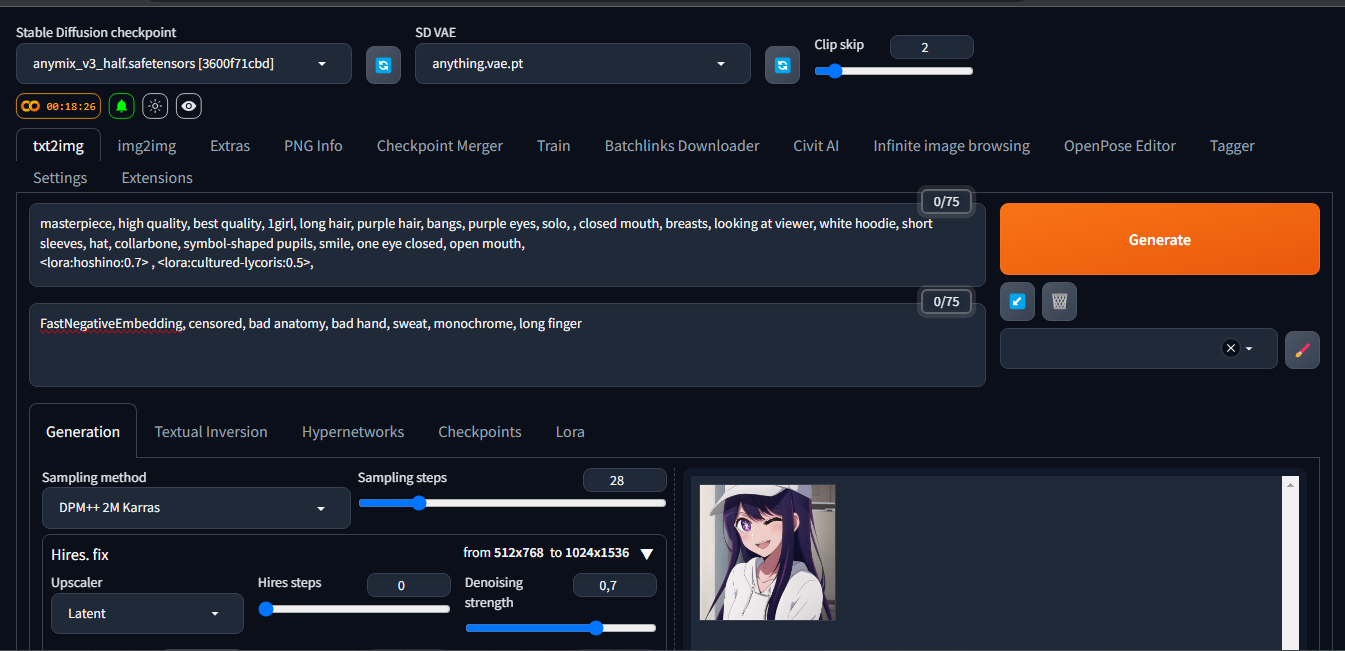 Stable Diffusion checkpoint
SD VAE
Clip skip
2
anymix_v3_half.safetensors [3600f71cbd]
anything.vae.pt
00:18:26
txt2img img2img Extras PNG Info Checkpoint Merger Train Batchlinks Downloader Civit AI Infinite image browsing OpenPose Editor Tagger
Settings Extensions
0/75
masterpiece, high quality, best quality, 1girl, long hair, purple hair, bangs, purple eyes, solo, , closed mouth, breasts, looking at viewer, white hoodie, short
sleeves, hat, collarbone, symbol-shaped pupils, smile, one eye closed, open mouth,
<lora:hoshino:0.7> , <lora:cultured-lycoris:0.5>,
Generate
0/75
FastNegativeEmbedding, censored, bad anatomy, bad hand, sweat, monochrome, long finger
Generation Textual Inversion Hypernetworks Checkpoints Lora
Sampling method
DPM++ 2M Karras
Sampling steps
28
Hires. fix
from 512x768 to 1024x1536
Upscaler
Latent
Hires steps
0
Denoising
strength
0,7